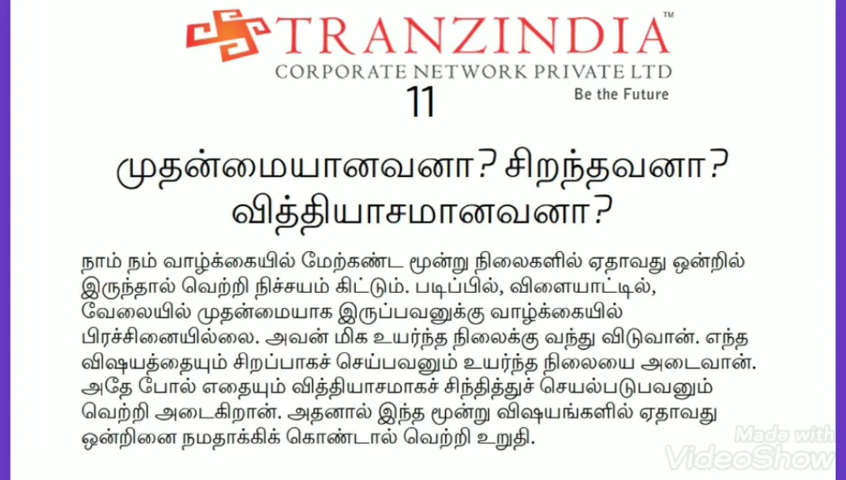 TRANZINDIA™
CORPORATE NETWORK PRIVATE LTD
Be the Future
11
முதன்மையானவனா? சிறந்தவனா?
வித்தியாசமானவனா?
நாம் நம் வாழ்க்கையில் மேற்கண்ட மூன்று நிலைகளில் ஏதாவது ஒன்றில்
இருந்தால் வெற்றி நிச்சயம் கிட்டும். படிப்பில், விளையாட்டில்,
வேலையில் முதன்மையாக இருப்பவனுக்கு வாழ்க்கையில்
பிரச்சினையில்லை. அவன் மிக உயர்ந்த நிலைக்கு வந்து விடுவான். எந்த
விஷயத்தையும் சிறப்பாகச் செய்பவனும் உயர்ந்த நிலையை அடைவான்.
அதே போல் எதையும் வித்தியாசமாகச் சிந்தித்துச் செயல்படுபவனும்
வெற்றி அடைகிறான். அதனால் இந்த மூன்று விஷயங்களில் ஏதாவது
ஒன்றினை நமதாக்கிக் கொண்டால் வெற்றி உறுதி.
Made with
VideoShow